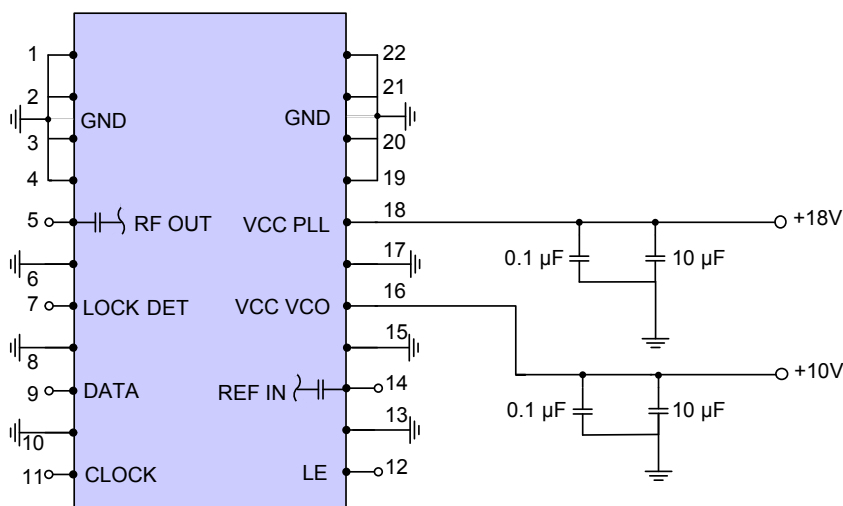 1
22
2
21
GND
GND
3
20
4
19
5
RF OUT
VCC PLL
18
+18V
6
17
0.1 µF
10 µF
7
LOCK DET
VCC VCO
16
8
15
9
DATA
REF IN
14
+10V
10
13
0.1 µF
10 µF
11
CLOCK
LE
12